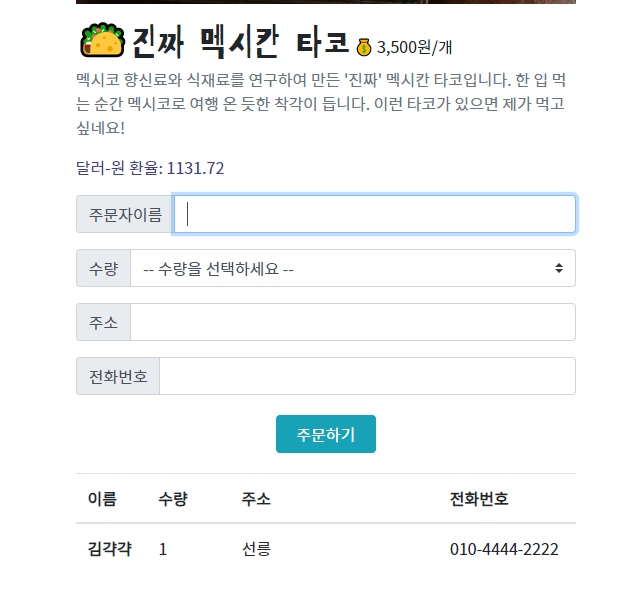 진짜 멕시칸 타코 3,500원/개
멕시코 향신료와 식재료를 연구하여 만든 '진짜' 멕시칸 타코입니다. 한 입 먹
는 순간 멕시코로 여행 온 듯한 착각이 듭니다. 이런 타코가 있으면 제가 먹고
싶네요!
달러-원 환율: 1131.72
주문자이름
수량 -- 수량을 선택하세요 --
주소
전화번호
주문하기
이름 수량 주소 전화번호
김갹갹 1 선릉 010-4444-2222